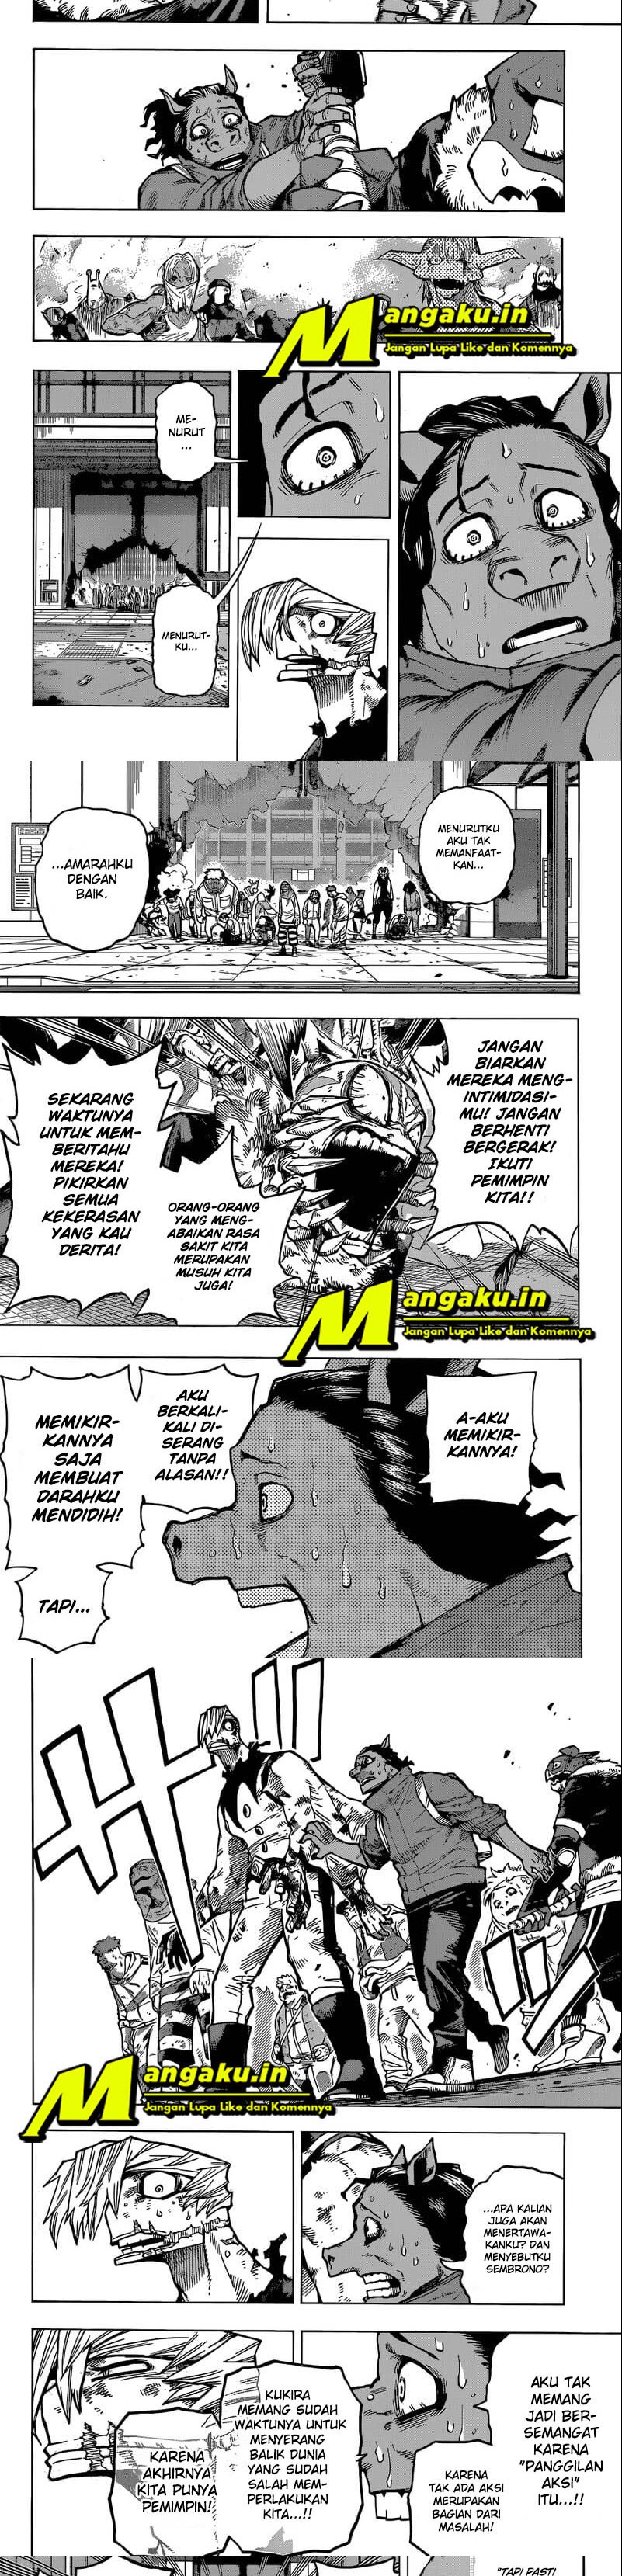 Mangaku.in
Jangan Lupa Like dan Komennya
ME-
NURUT
...
MENURUT-
KU...
MENURUTKU
AKU TAK
MEMANFAAT-
KAN...
...AMARAHKU
DENGAN
BAIK.
JANGAN
BIARKAN
MEREKA MENG-
INTIMIDASI-
MU! JANGAN
BERHENTI
BERGERAK!
IKUTI
PEMIMPIN
KITA!!
ORANG-ORANG
YANG MENG-
ABAIKAN RASA
SAKIT KITA
MERUPAKAN
MUSUH KITA
JUGA!
SEKARANG
WAKTUNYA
UNTUK MEM-
BERITAHU
MEREKA!
PIKIRKAN
SEMUA
KEKERASAN
YANG KAU
DERITA!
Mangaku.in
Jangan Lupa Like dan Komennya
A-AKU
MEMIKIR-
KANNYA!
AKU
BERKALI-
KALI DI-
SERANG
TANPA
ALASAN!!
MEMIKIR-
KANNYA
SAJA
MEMBUAT
DARAHKU
MENDIDIH!
TAPI...
Mangaku.in
Jangan Lupa Like dan Komennya
...APA KALIAN
JUGA AKAN
MENERTAWA-
KANKU? DAN
MENYEBUTKU
SEMBRONO?
AKU TAK
MEMANG
JADI BER-
SEMANGAT
KARENA
"PANGGILAN
AKSI"
ITU...!!
KARENA
TAK ADA AKSI
MERUPAKAN
BAGIAN DARI
MASALAH!
KUKIRA
MEMANG SUDAH
WAKTUNYA UNTUK
MENYERANG
BALIK DUNIA
YANG SUDAH
SALAH MEM-
PERLAKUKAN
KITA...!!
KARENA
AKHIRNYA
KITA PUNYA
PEMIMPIN!
"TAPI PASTI